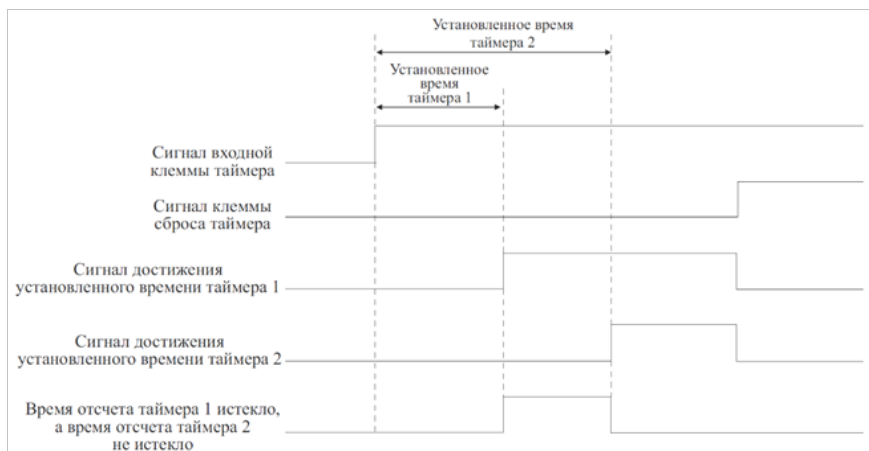 Установленное время
таймера 2
Установленное
время
таймера 1
Сигнал входной
клеммы таймера
Сигнал клеммы
сброса таймера
Сигнал достижения
установленного времени таймера 1
Сигнал достижения
установленного времени таймера 2
Время отсчета таймера 1 истекло,
а время отсчета таймера 2
не истекло